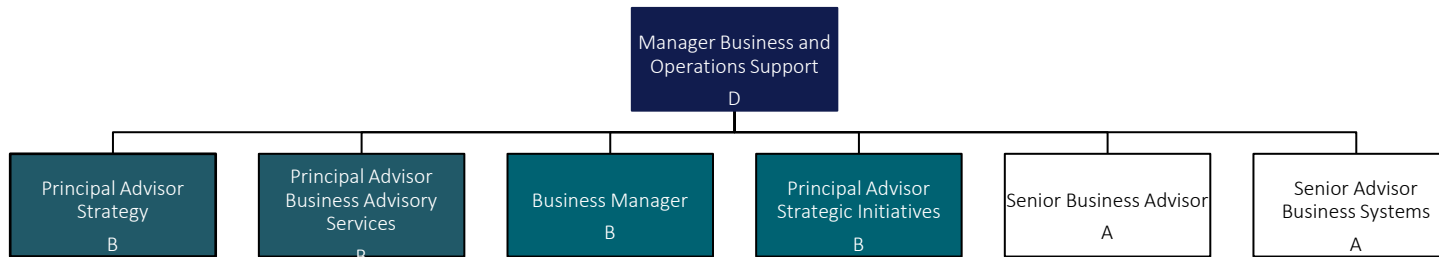 Manager Business and
Operations Support
D
Principal Advisor
Strategy
B
Principal Advisor
Business Advisory
Services
B
Business Manager
B
Principal Advisor
Strategic Initiatives
B
Senior Business Advisor
A
Senior Advisor
Business Systems
A